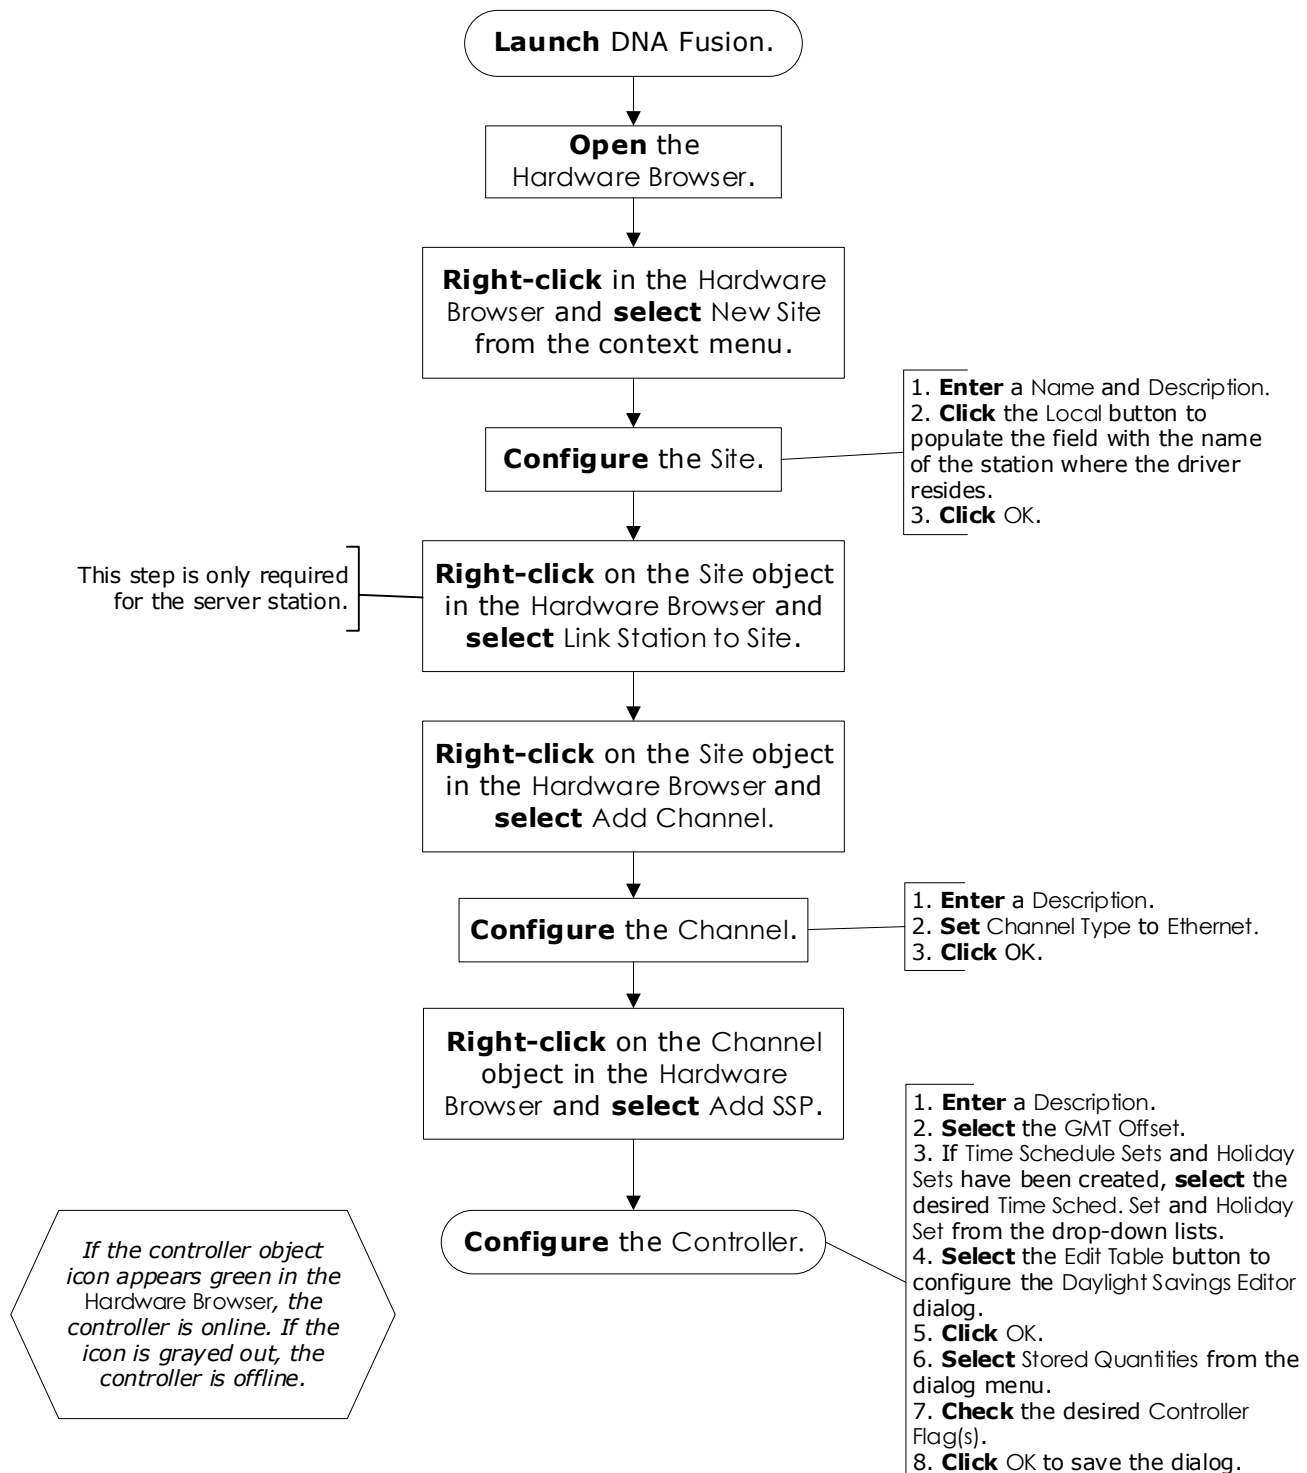 Launch DNA Fusion.
Open the
Hardware Browser.
Right-click in the Hardware
Browser and select New Site
from the context menu.
Configure the Site.
1. Enter a Name and Description.
2. Click the Local button to
populate the field with the name
of the station where the driver
resides.
3. Click OK.
This step is only required
for the server station.
Right-click on the Site object
in the Hardware Browser and
select Link Station to Site.
Right-click on the Site object
in the Hardware Browser and
select Add Channel.
Configure the Channel.
1. Enter a Description.
2. Set Channel Type to Ethernet.
3. Click OK.
Right-click on the Channel
object in the Hardware
Browser and select Add SSP.
Configure the Controller.
1. Enter a Description.
2. Select the GMT Offset.
3. If Time Schedule Sets and Holiday
Sets have been created, select the
desired Time Sched. Set and Holiday
Set from the drop-down lists.
4. Select the Edit Table button to
configure the Daylight Savings Editor
dialog.
5. Click OK.
6. Select Stored Quantities from the
dialog menu.
7. Check the desired Controller
Flag(s).
8. Click OK to save the dialog.
If the controller object
icon appears green in the
Hardware Browser, the
controller is online. If the
icon is grayed out, the
controller is offline.